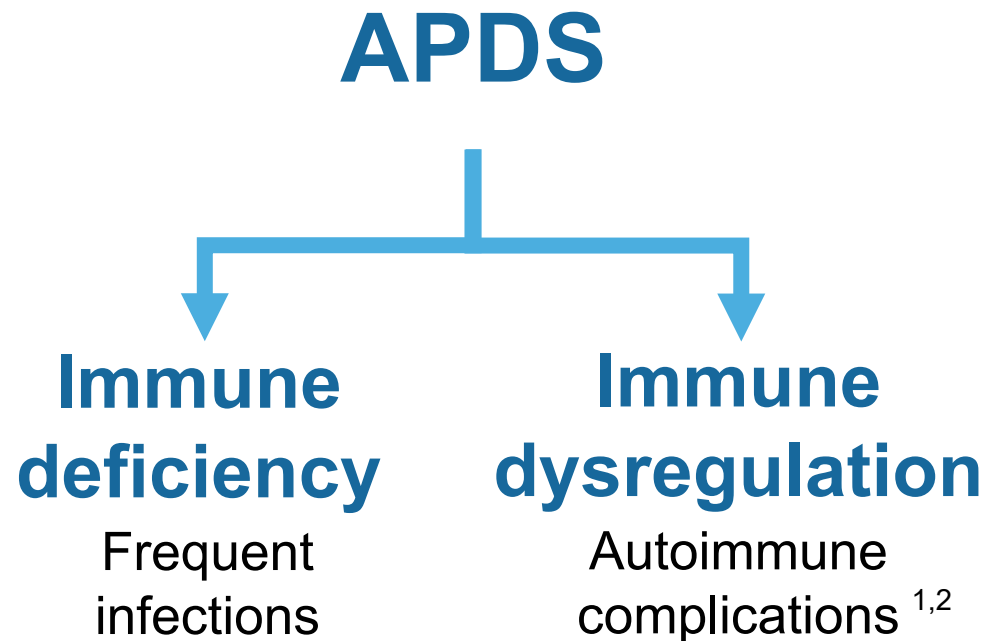 APDS
Immune
deficiency
Frequent
infections
Immune
dysregulation
Autoimmune
complications 1,2